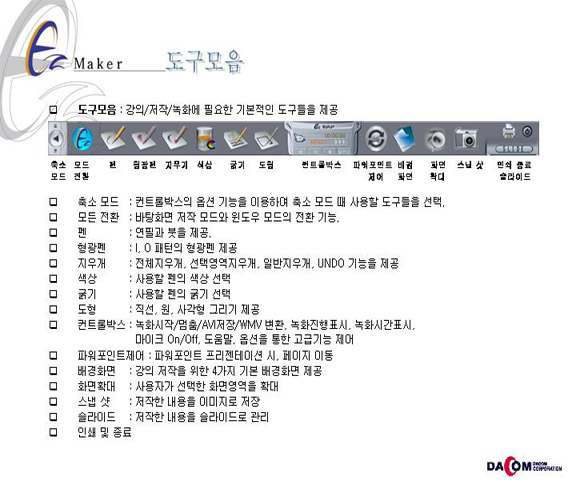 Ez
Maker 도구모음
도구모음 : 강의/저작/녹화에 필요한 기본적인 도구들을 제공
축소 모드 펜 형광펜 지우개 색상 굵기 도형 컨트롤박스 파워포인트 배경 화면 스냅 샷 인쇄 종료
모드 전환 제어 화면 확대 슬라이드
축소 모드 : 컨트롤박스의 옵션 기능을 이용하여 축소 모드 때 사용할 도구들을 선택.
모든 전환 : 바탕화면 저작 모드와 윈도우 모드의 전환 기능.
펜 : 연필과 붓을 제공.
형광펜 : I, O 패턴의 형광펜 제공
지우개 : 전체지우개, 선택영역지우개, 일반지우개, UNDO 기능을 제공
색상 : 사용할 펜의 색상 선택
굵기 : 사용할 펜의 굵기 선택
도형 : 직선, 원, 사각형 그리기 제공
컨트롤박스 : 녹화시작/멈춤/AVI저장/WMV 변환, 녹화진행표시, 녹화시간표시,
마이크 On/Off, 도움말, 옵션을 통한 고급기능 제어
파워포인트제어 : 파워포인트 프리젠테이션 시, 페이지 이동
배경화면 : 강의 저작을 위한 4가지 기본 배경화면 제공
화면확대 : 사용자가 선택한 화면영역을 확대
스냅 샷 : 저작한 내용을 이미지로 저장
슬라이드 : 저작한 내용을 슬라이드로 관리
인쇄 및 종료
DACOM DACOM CORPORATION